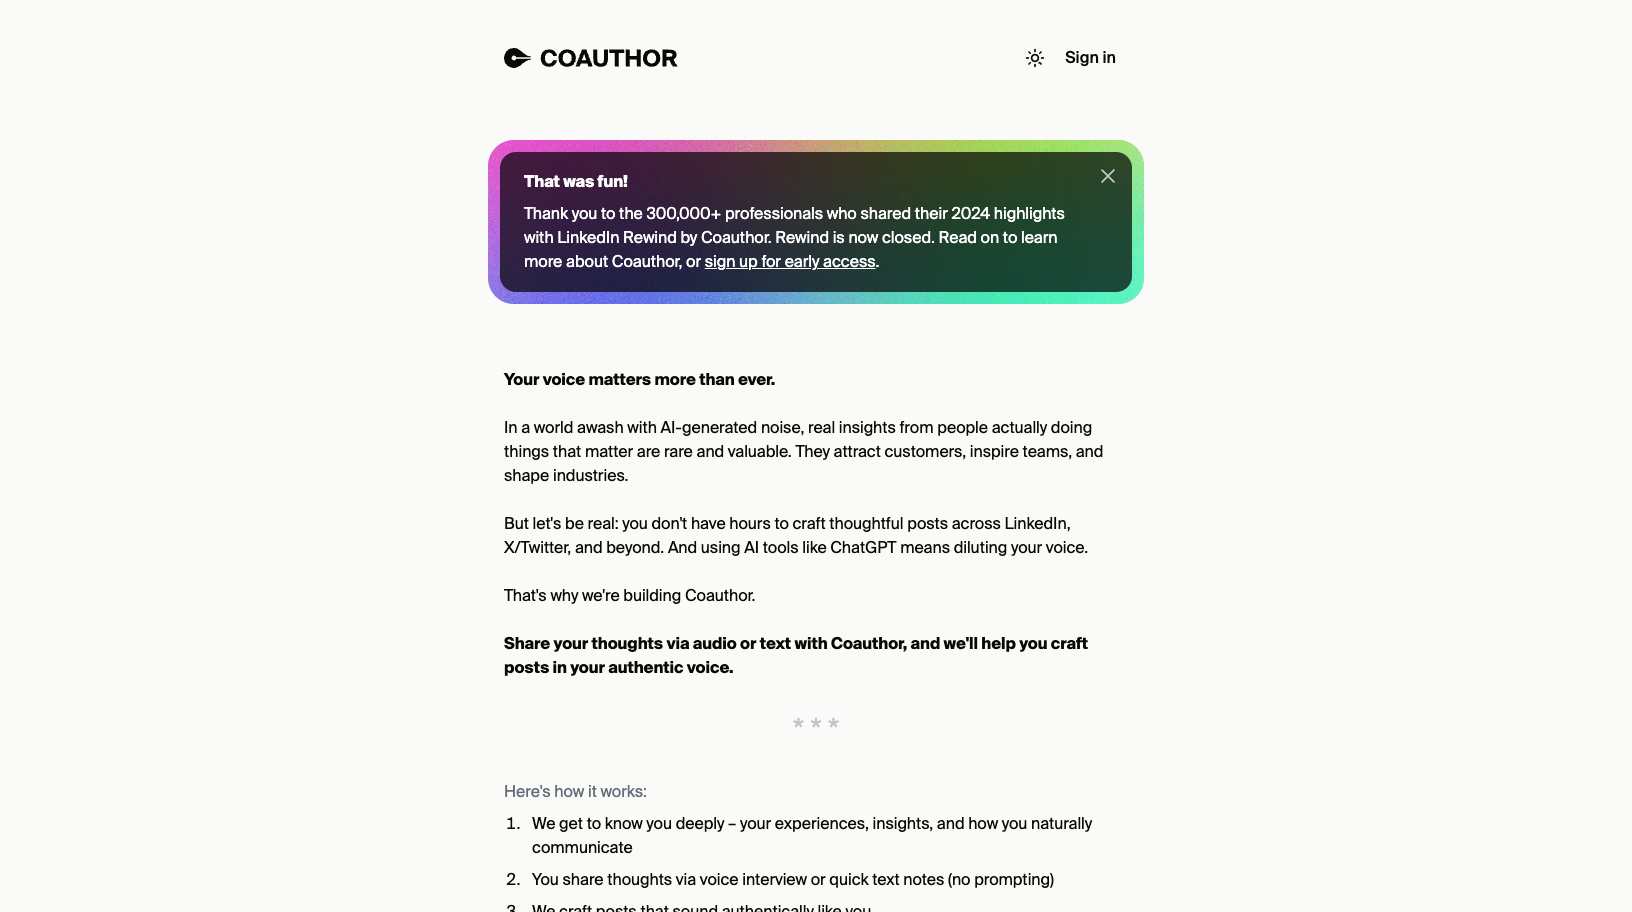 COAUTHOR
Sign in
That was fun!
Thank you to the 300,000+ professionals who shared their 2024 highlights
with LinkedIn Rewind by Coauthor. Rewind is now closed. Read on to learn
more about Coauthor, or sign up for early access.
Your voice matters more than ever.
In a world awash with AI-generated noise, real insights from people actually doing
things that matter are rare and valuable. They attract customers, inspire teams, and
shape industries.
But let's be real: you don't have hours to craft thoughtful posts across LinkedIn,
X/Twitter, and beyond. And using AI tools like ChatGPT means diluting your voice.
That's why we're building Coauthor.
Share your thoughts via audio or text with Coauthor, and we'll help you craft
posts in your authentic voice.
* * *
Here's how it works:
1. We get to know you deeply – your experiences, insights, and how you naturally
communicate
2. You share thoughts via voice interview or quick text notes (no prompting)
3. We craft posts that sound authentically like you